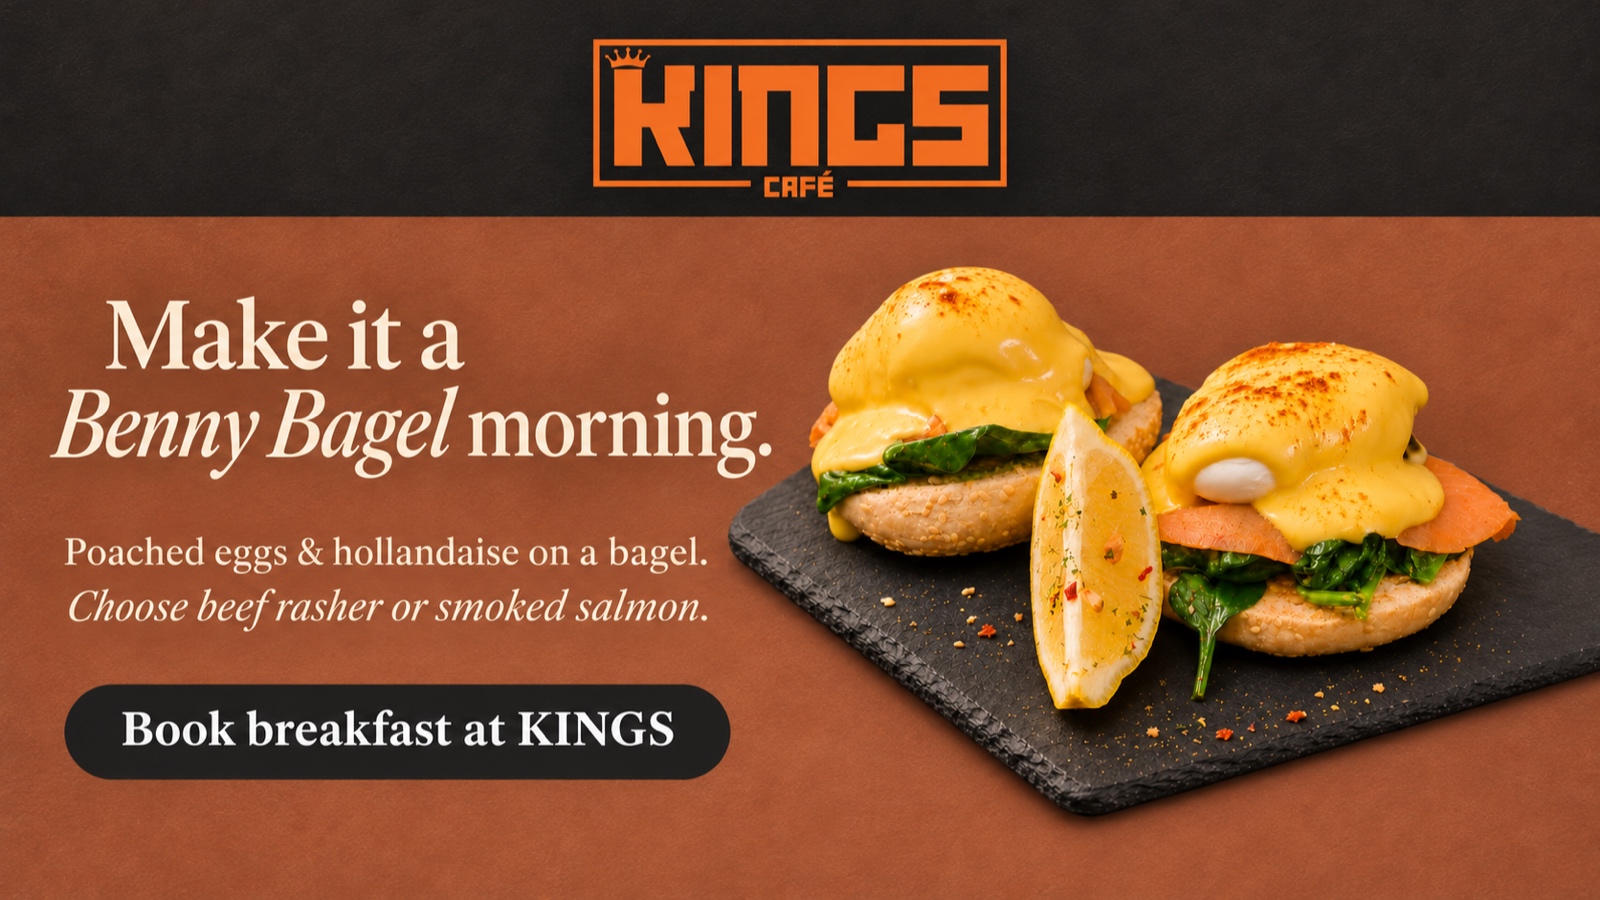 KINGS
CAFÉ
Make it a
Benny Bagel morning.
Poached eggs & hollandaise on a bagel.
Choose beef rasher or smoked salmon.
Book breakfast at KINGS